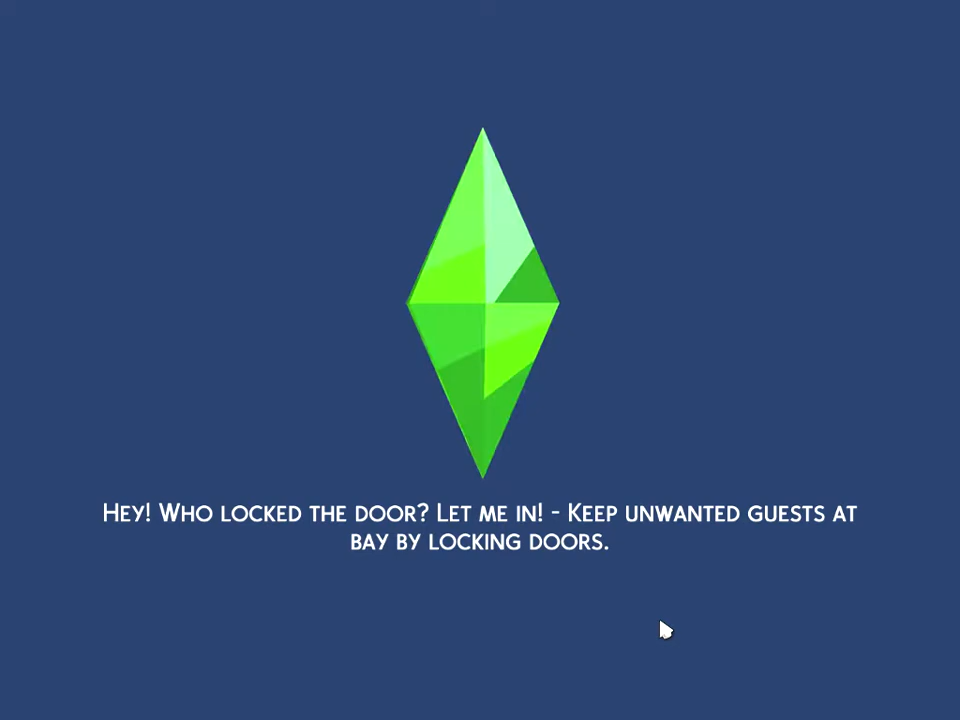 Hey! Who locked the door? Let me in! - Keep unwanted guests at
bay by locking doors.